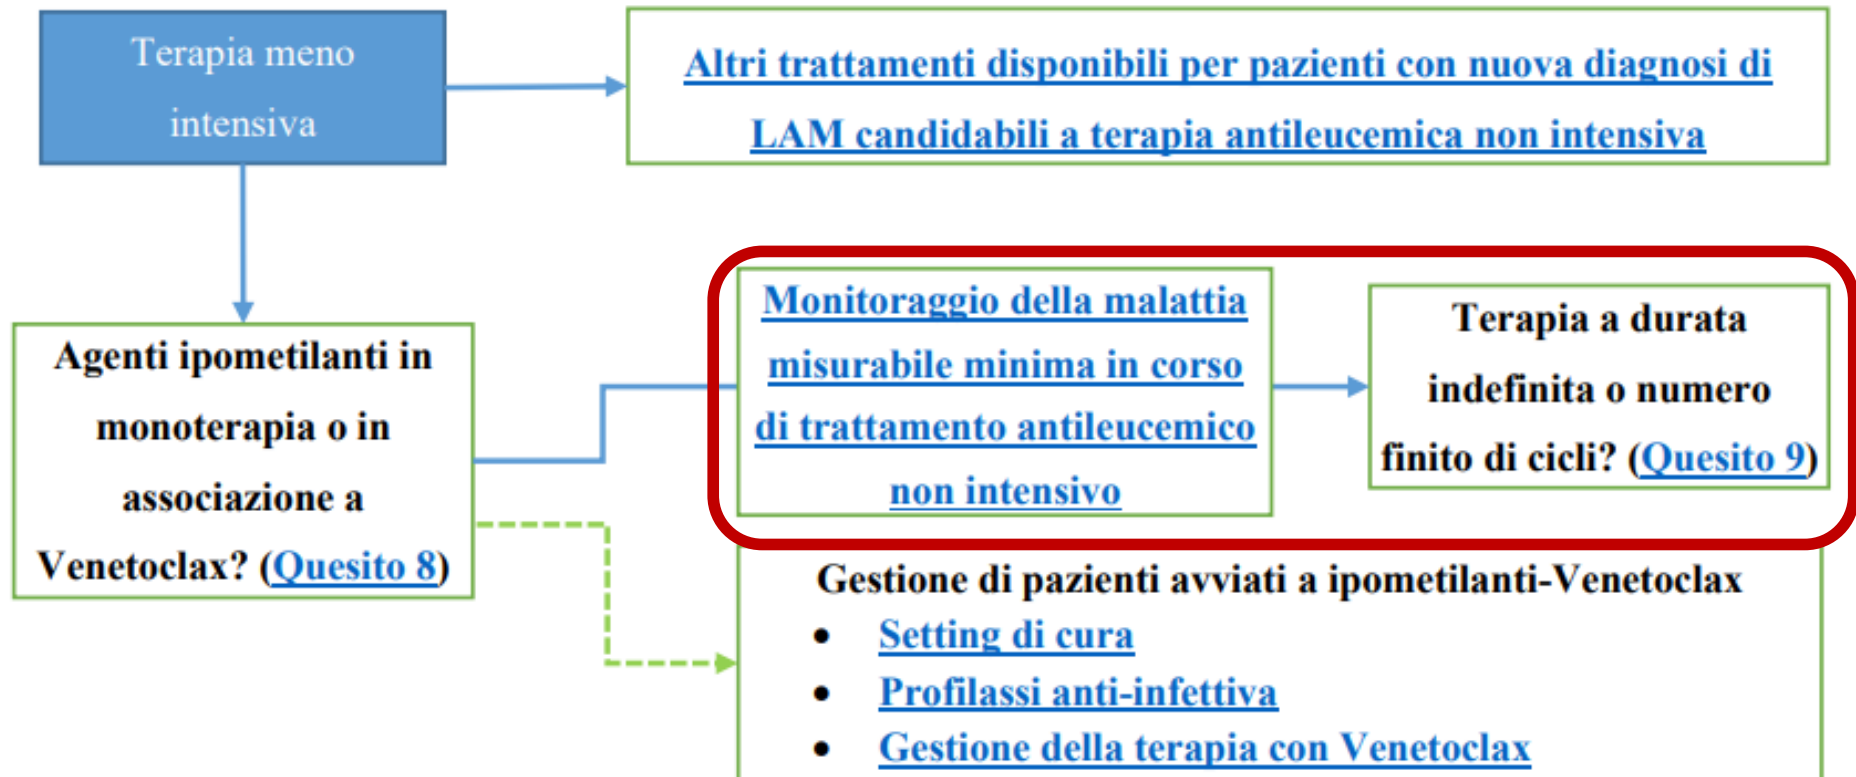 Terapia meno
intensiva
Altri trattamenti disponibili per pazienti con nuova diagnosi di
LAM candidabili a terapia antileucemica non intensiva
Agenti ipometilanti in
monoterapia o in
associazione a
Venetoclax? (Quesito 8)
Monitoraggio della malattia
misurabile minima in corso
di trattamento antileucemico
non intensivo
Terapia a durata
indefinita o numero
finito di cicli? (Quesito 9)
Gestione di pazienti avviati a ipometilanti-Venetoclax
• Setting di cura
• Profilassi anti-infettiva
• Gestione della terapia con Venetoclax